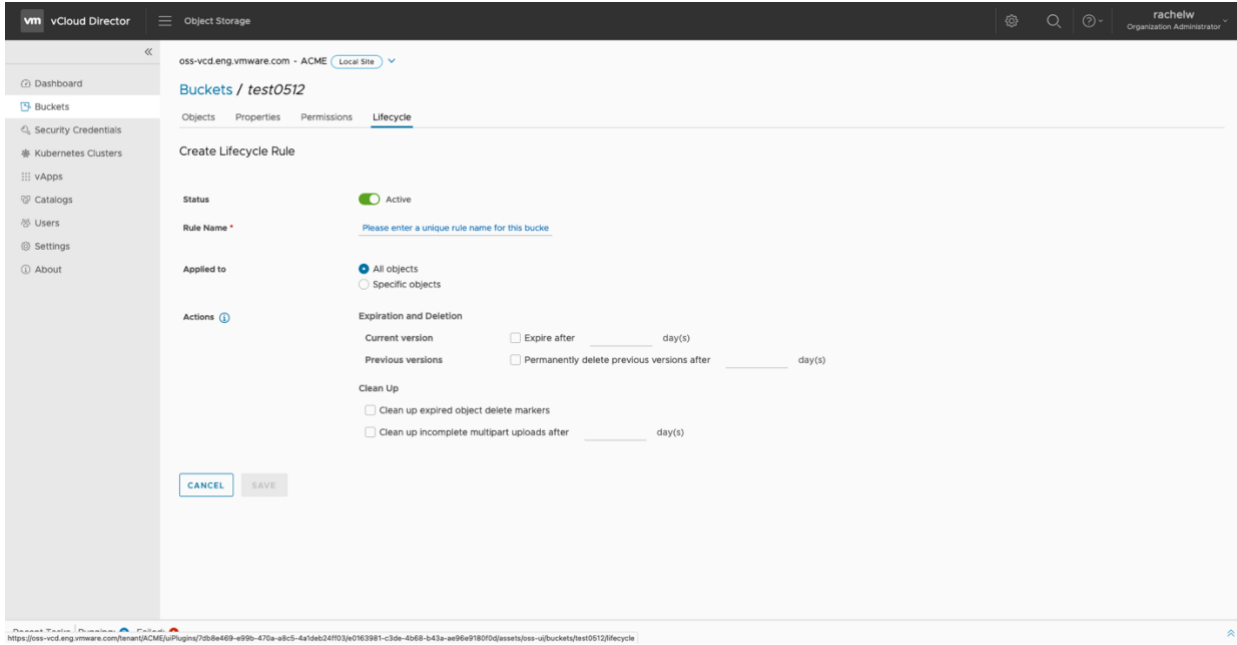 vm vCloud Director Object Storage rachelw
Organization Administrator
oss-vcd.eng.vmware.com - ACME Local Site
Buckets / test0512
Objects Properties Permissions Lifecycle
Dashboard
Buckets
Security Credentials
Kubernetes Clusters
vApps
Catalogs
Users
Settings
About
Create Lifecycle Rule
Status Active
Rule Name * Please enter a unique rule name for this bucke
Applied to All objects
Specific objects
Actions Expiration and Deletion
Current version Expire after day(s)
Previous versions Permanently delete previous versions after day(s)
Clean Up
Clean up expired object delete markers
Clean up incomplete multipart uploads after day(s)
CANCEL SAVE
Recent Tasks Running: Failed:
https://oss-vcd.eng.vmware.com/tenant/ACME/uiPlugins/7db8e469-e99b-470a-a8c5-4a1deb24ff03/e0163981-c3de-4b68-b43a-ae96e9180f0d/assets/oss-ui/buckets/test0512/lifecycle